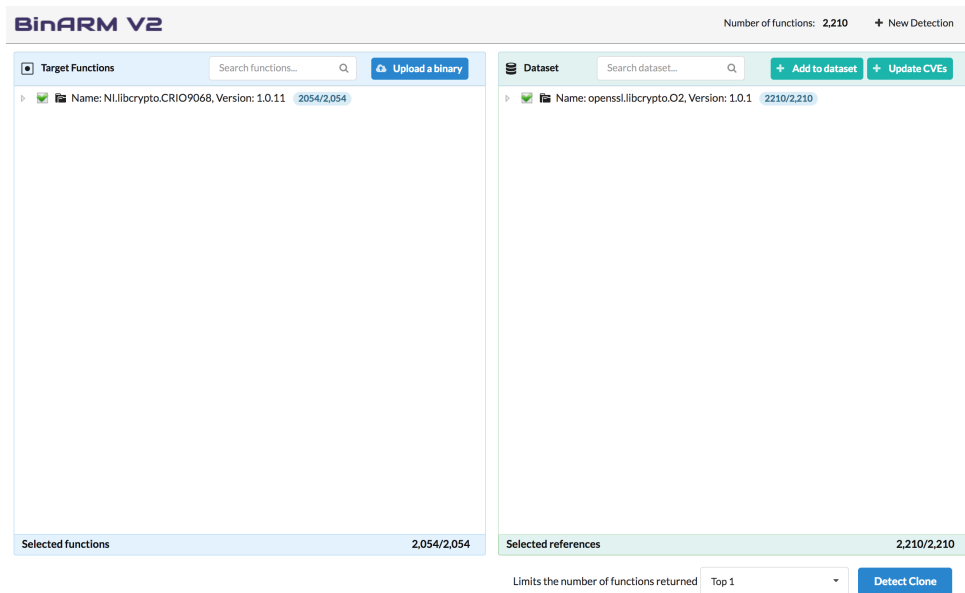 BinARM V2
Number of functions: 2,210
+ New Detection
Target Functions
Search functions...
Upload a binary
Name: NI.libcrypto.CRIO9068, Version: 1.0.11 2054/2,054
Selected functions 2,054/2,054
Dataset
Search dataset...
+ Add to dataset
+ Update CVEs
Name: openssl.libcrypto.O2, Version: 1.0.1 2210/2,210
Selected references 2,210/2,210
Limits the number of functions returned Top 1
Detect Clone